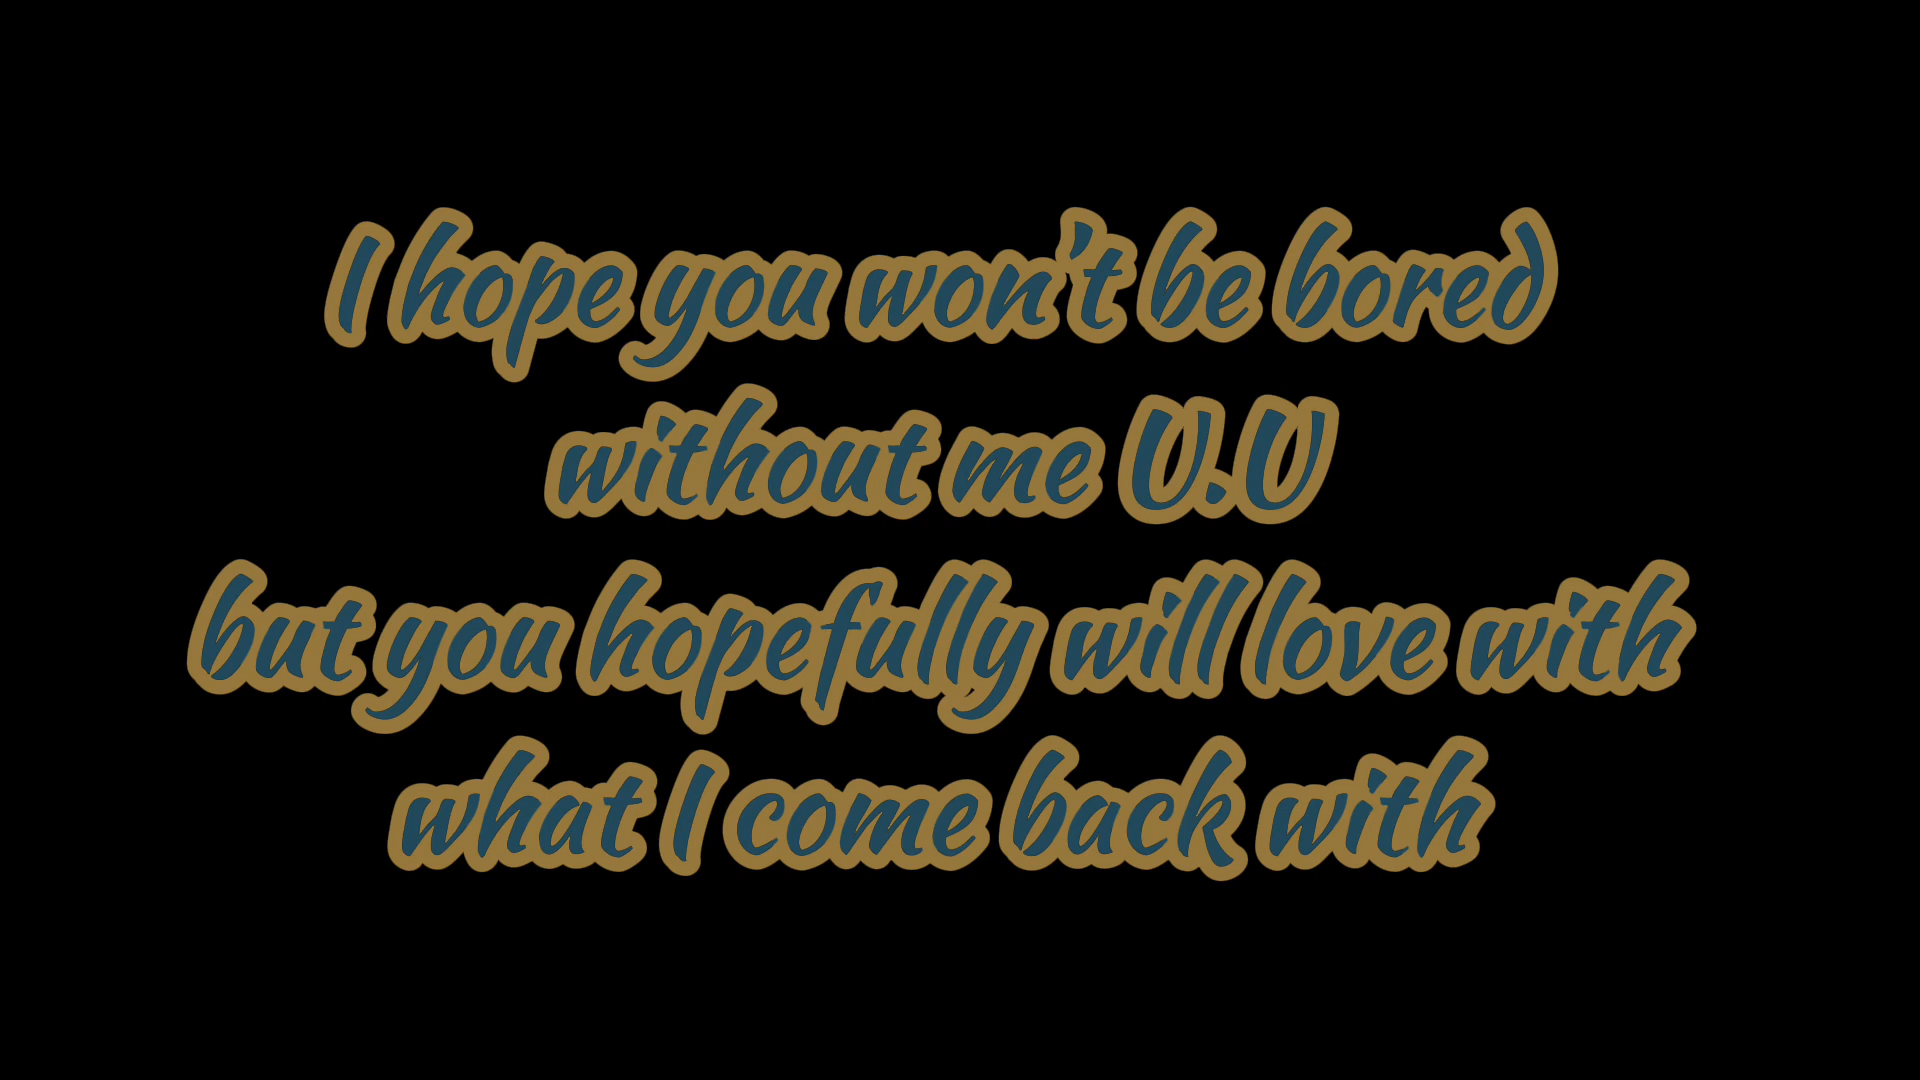 I hope you won't be bored
without me U.U
but you hopefully will love with
what I come back with